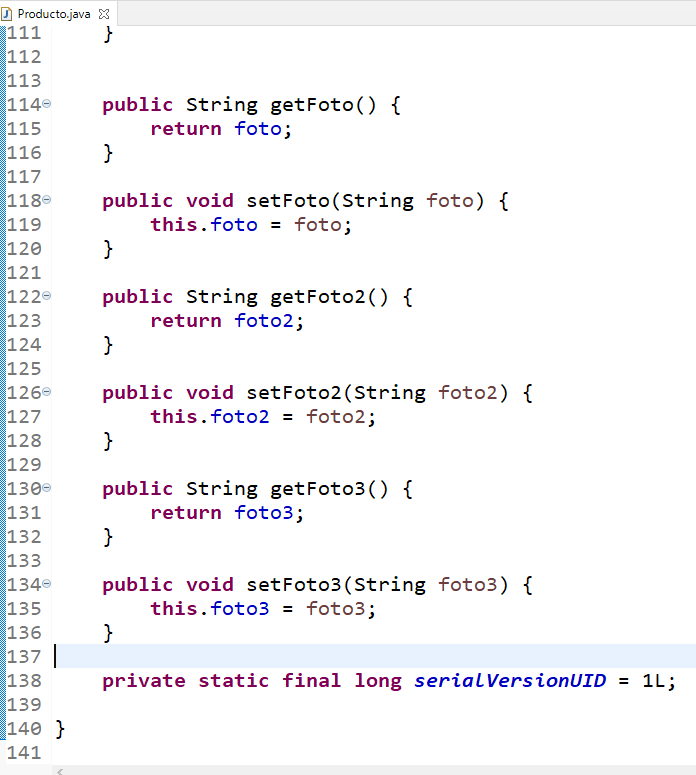 Producto.java
111     }
112
113
114     public String getFoto() {
115         return foto;
116     }
117
118     public void setFoto(String foto) {
119         this.foto = foto;
120     }
121
122     public String getFoto2() {
123         return foto2;
124     }
125
126     public void setFoto2(String foto2) {
127         this.foto2 = foto2;
128     }
129
130     public String getFoto3() {
131         return foto3;
132     }
133
134     public void setFoto3(String foto3) {
135         this.foto3 = foto3;
136     }
137
138     private static final long serialVersionUID = 1L;
139
140 }
141